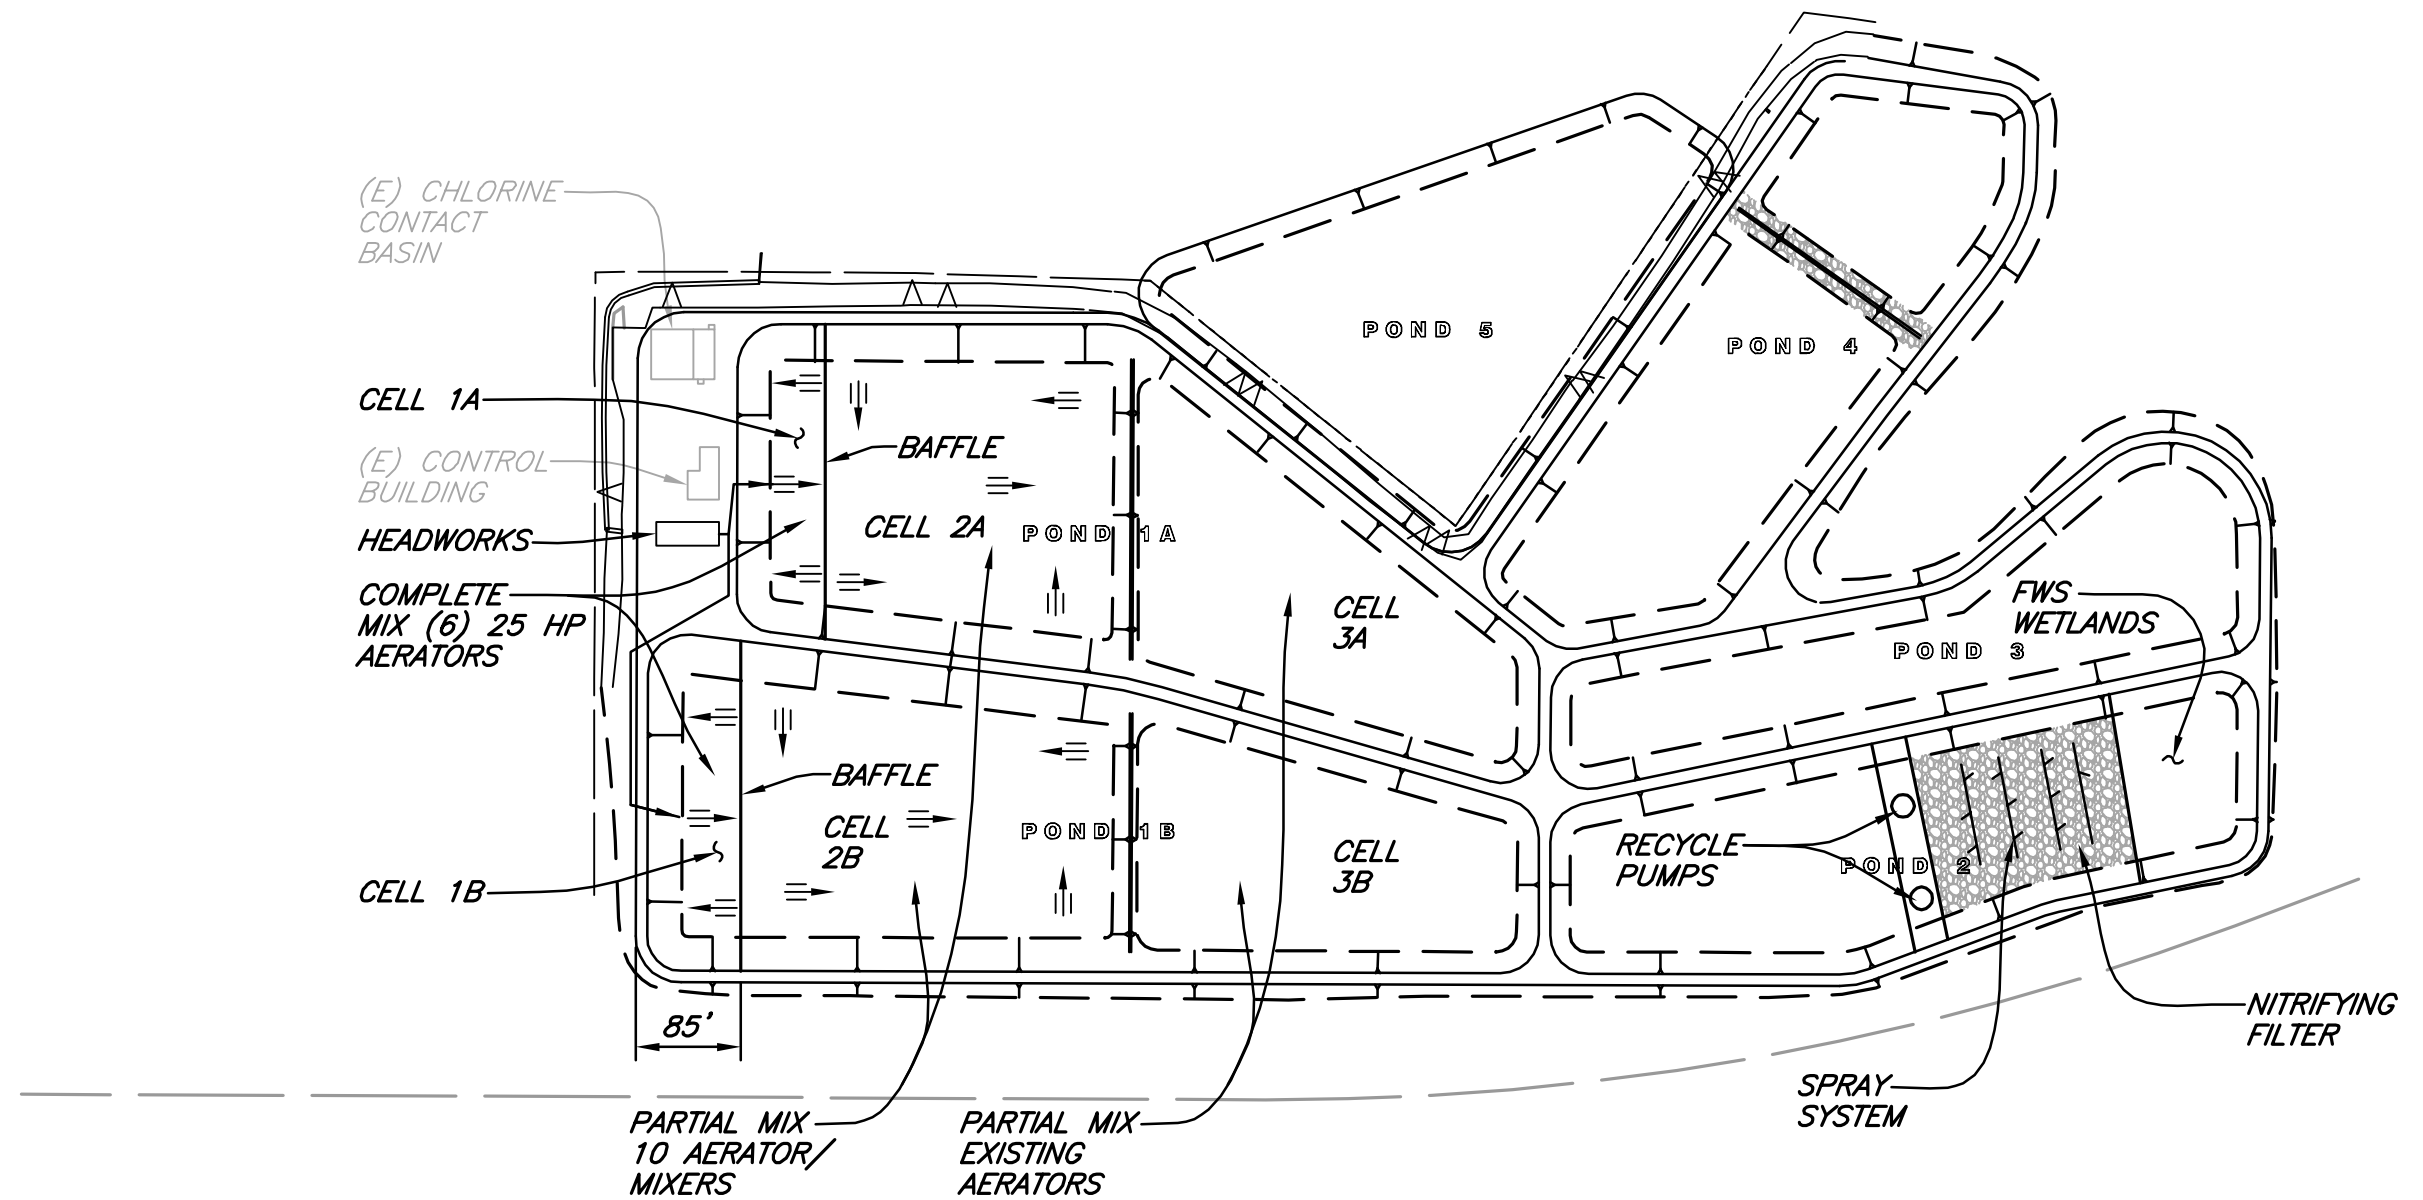 (E) CHLORINE
CONTACT
BASIN
CELL 1A
(E) CONTROL
BUILDING
HEADWORKS
COMPLETE
MIX (6) 25 HP
AERATORS
CELL 1B
BAFFLE
CELL 2A
POND 1A
BAFFLE
CELL
2B
POND 1B
CELL
3A
CELL
3B
POND 5
POND 4
POND 3
FWS
WETLANDS
RECYCLE
PUMPS
POND 2
85'
PARTIAL MIX
10 AERATOR/
MIXERS
PARTIAL MIX
EXISTING
AERATORS
SPRAY
SYSTEM
NITRIFYING
FILTER